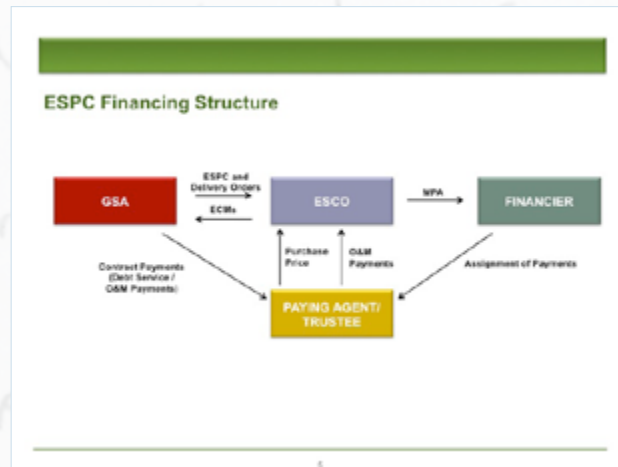 ESPC Financing Structure
ESPC and
Delivery Orders
GSA
ECMs
ESCO
MPA
FINANCIER
Contract Payments
(Debt Service /
O&M Payments)
Purchase
Price
O&M
Payments
Assignment of Payments
PAYING AGENT/
TRUSTEE